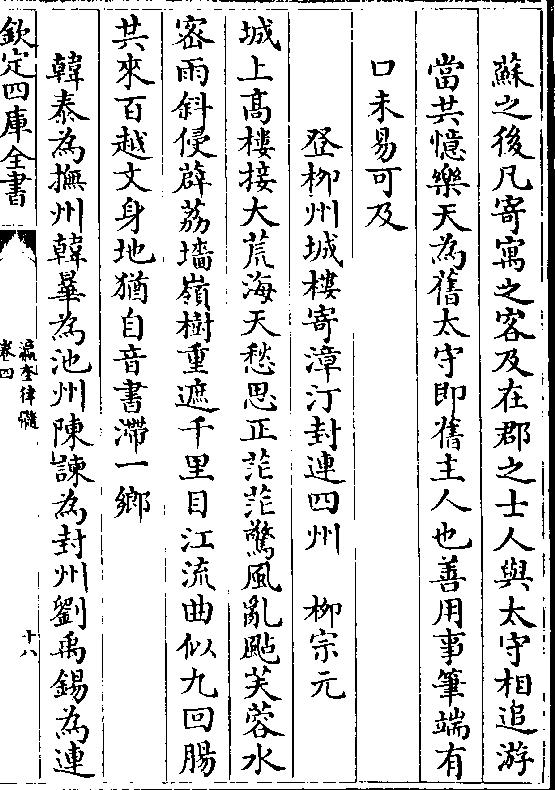 蘇之後凡寄寓之客及在郡之士人與太守相追游
當共憶樂天為舊太守即舊主人也善用事筆端有
口未易可及
登柳州城樓寄漳汀封連四州　柳宗元
城上髙樓接大荒海天愁思正茫茫驚風亂颭芙蓉水
宻雨斜侵薜荔墻嶺樹重遮千里目江流曲似九回腸
共來百越文身地猶自音書滯一鄉
韓泰為撫州韓曅為池州陳諫為封州劉禹錫為連
欽定四庫全書
瀛奎律髓
卷四
十八